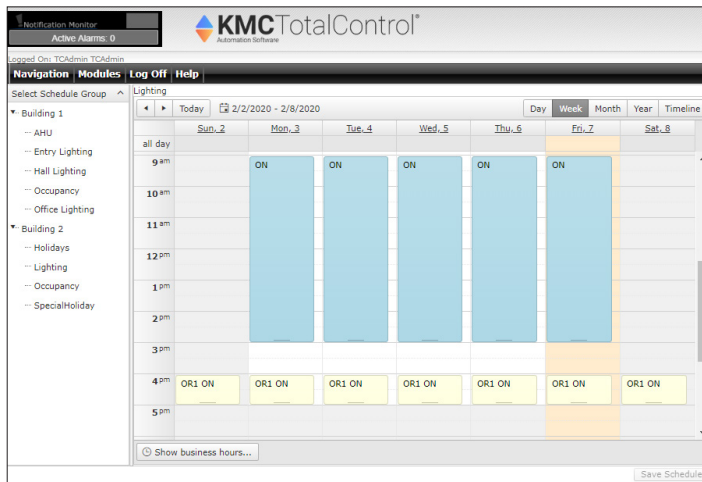 Notification Monitor
Active Alarms: 0
KMCTotalControl®
Automation Software
Logged On: TCAdmin TCAdmin
Navigation Modules Log Off Help
Select Schedule Group
Building 1
AHU
Entry Lighting
Hall Lighting
Occupancy
Office Lighting
Building 2
Holidays
Lighting
Occupancy
SpecialHoliday
Lighting
Today 2/2/2020 - 2/8/2020 Day Week Month Year Timeline
Sun, 2 Mon, 3 Tue, 4 Wed, 5 Thu, 6 Fri, 7 Sat, 8
all day
9 am ON ON ON ON ON
10 am
11 am
12 pm
1 pm
2 pm
3 pm
4 pm OR1 ON OR1 ON OR1 ON OR1 ON OR1 ON OR1 ON OR1 ON
5 pm
Show business hours...
Save Schedule